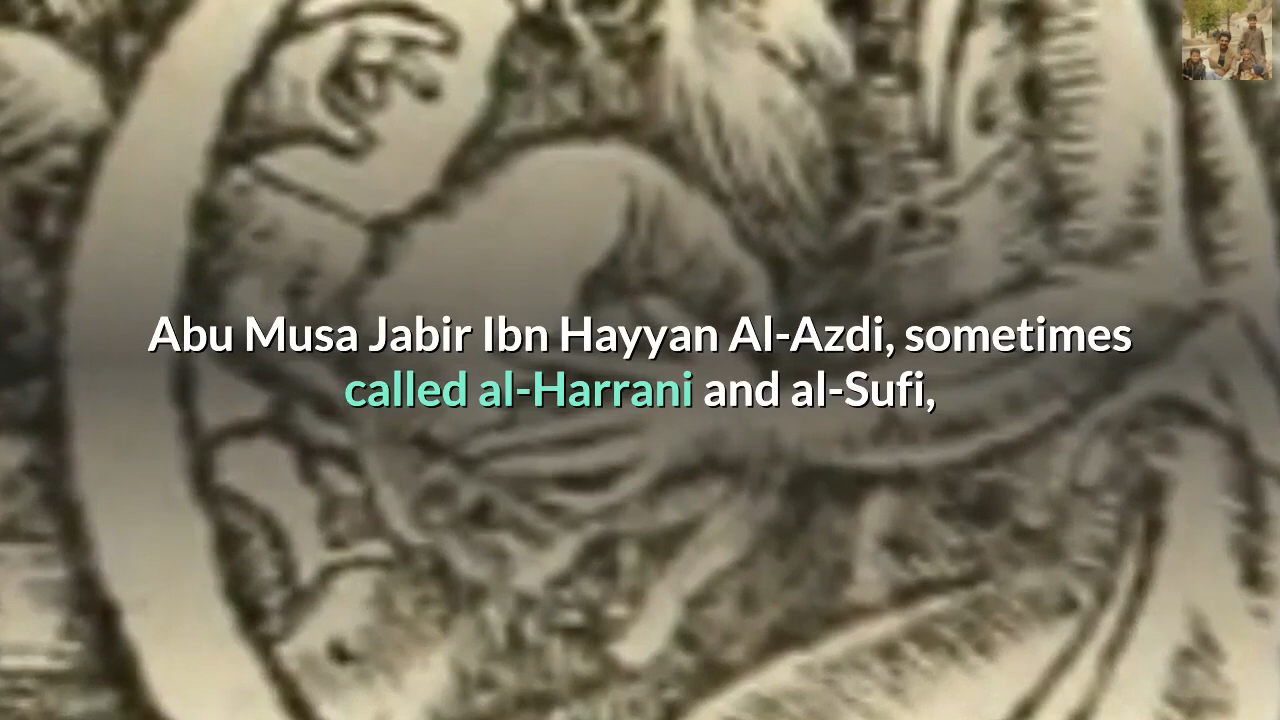 Abu Musa Jabir Ibn Hayyan Al-Azdi, sometimes
called al-Harrani and al-Sufi,